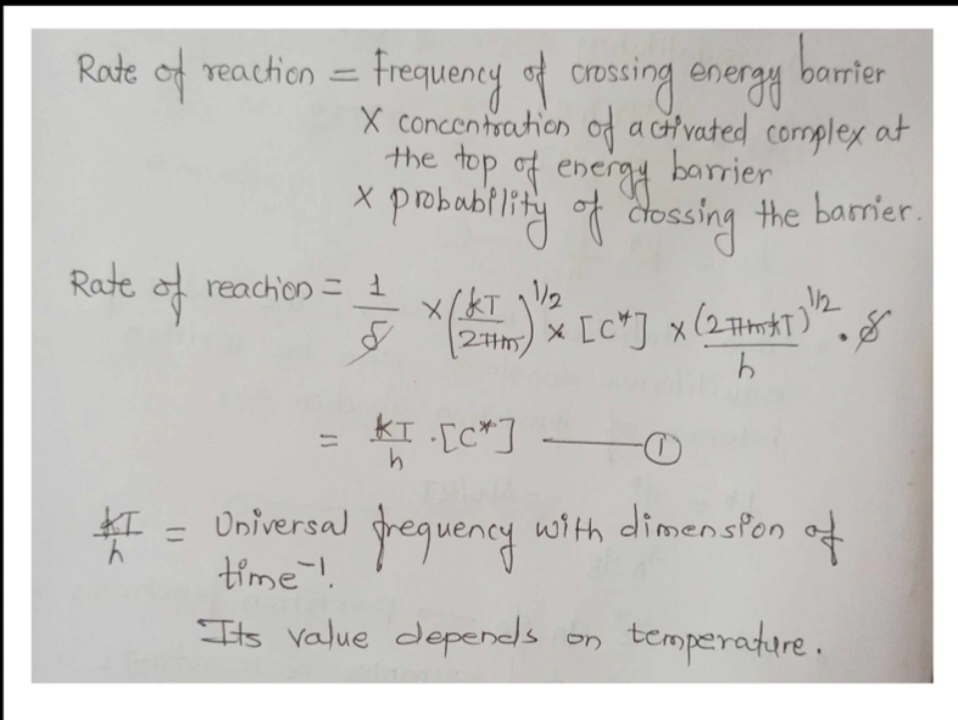 Rate of reaction = frequency of crossing energy barrier
X concentration of activated complex at
the top of energy barrier
x probability of crossing the barrier.
Rate of reaction = 1/δ × (kT/2πm)^1/2 × [C*] × (2πmkT)^1/2/h . δ
= kT/h . [C*] ——— ①
kT/h = Universal frequency with dimension of
time⁻¹.
Its value depends on temperature.